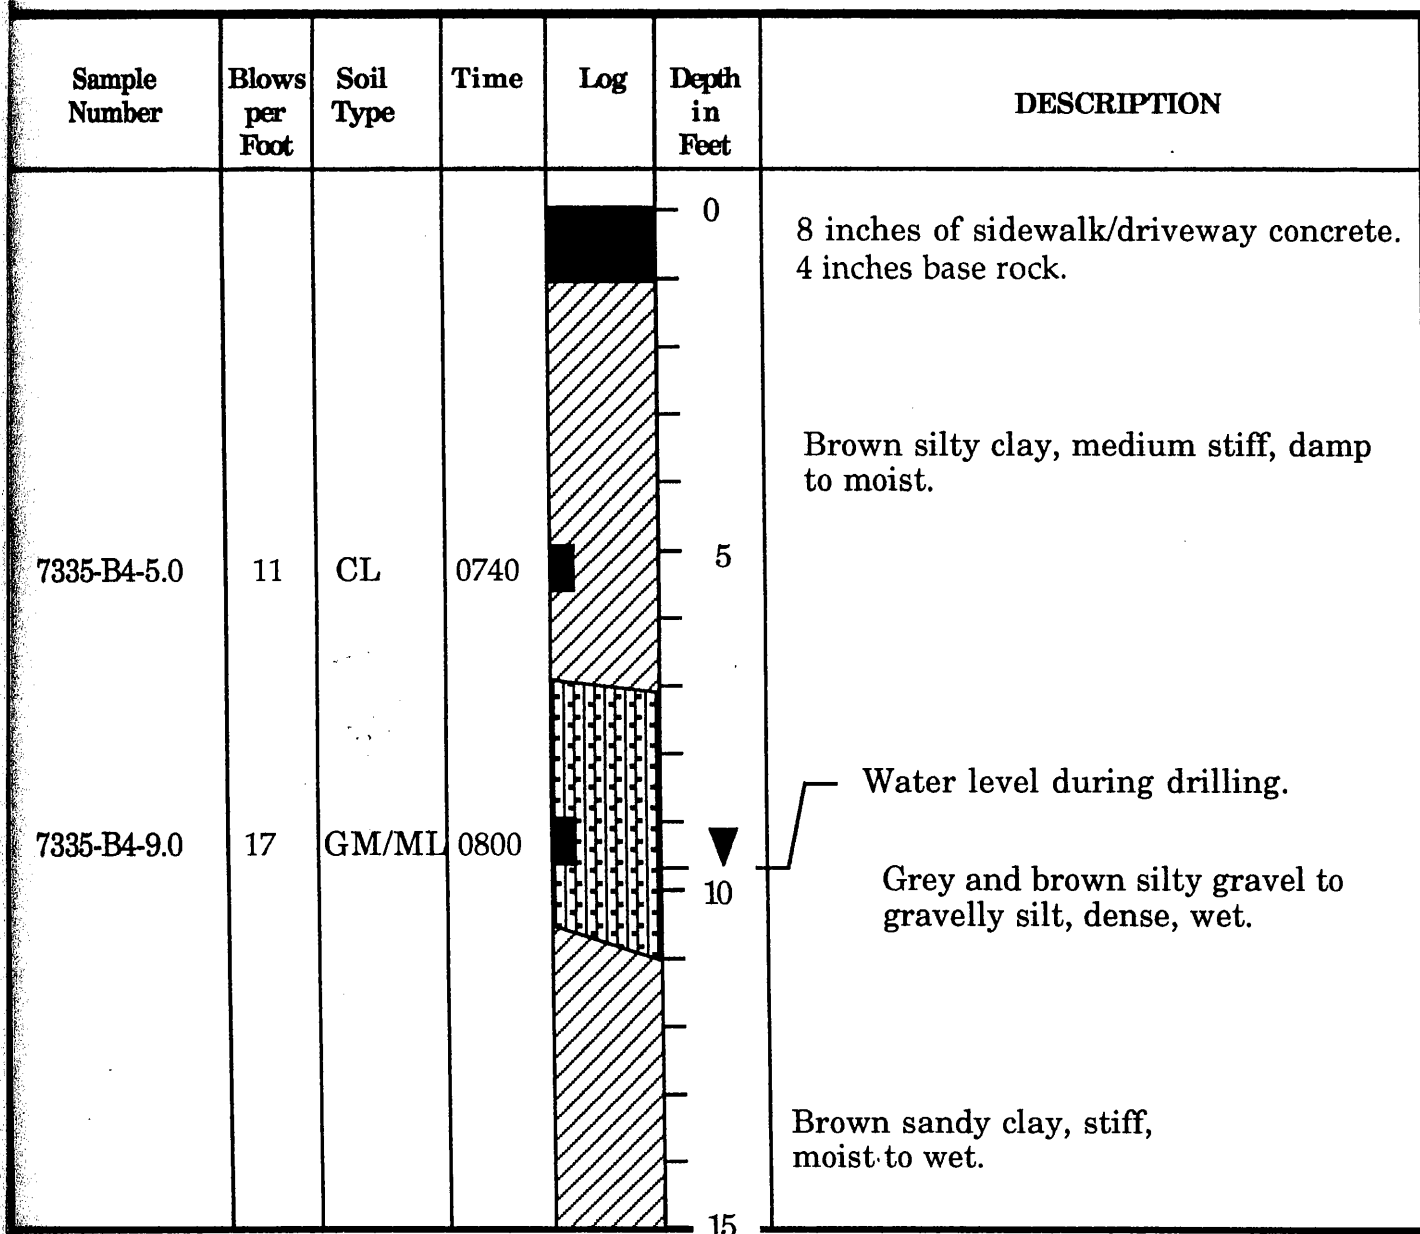 Sample Number
Blows per Foot
Soil Type
Time
Log
Depth in Feet
DESCRIPTION
0
8 inches of sidewalk/driveway concrete.
4 inches base rock.
Brown silty clay, medium stiff, damp
to moist.
7335-B4-5.0 11 CL 0740 5
Water level during drilling.
7335-B4-9.0 17 GM/ML 0800
10
Grey and brown silty gravel to
gravelly silt, dense, wet.
Brown sandy clay, stiff,
moist to wet.
15